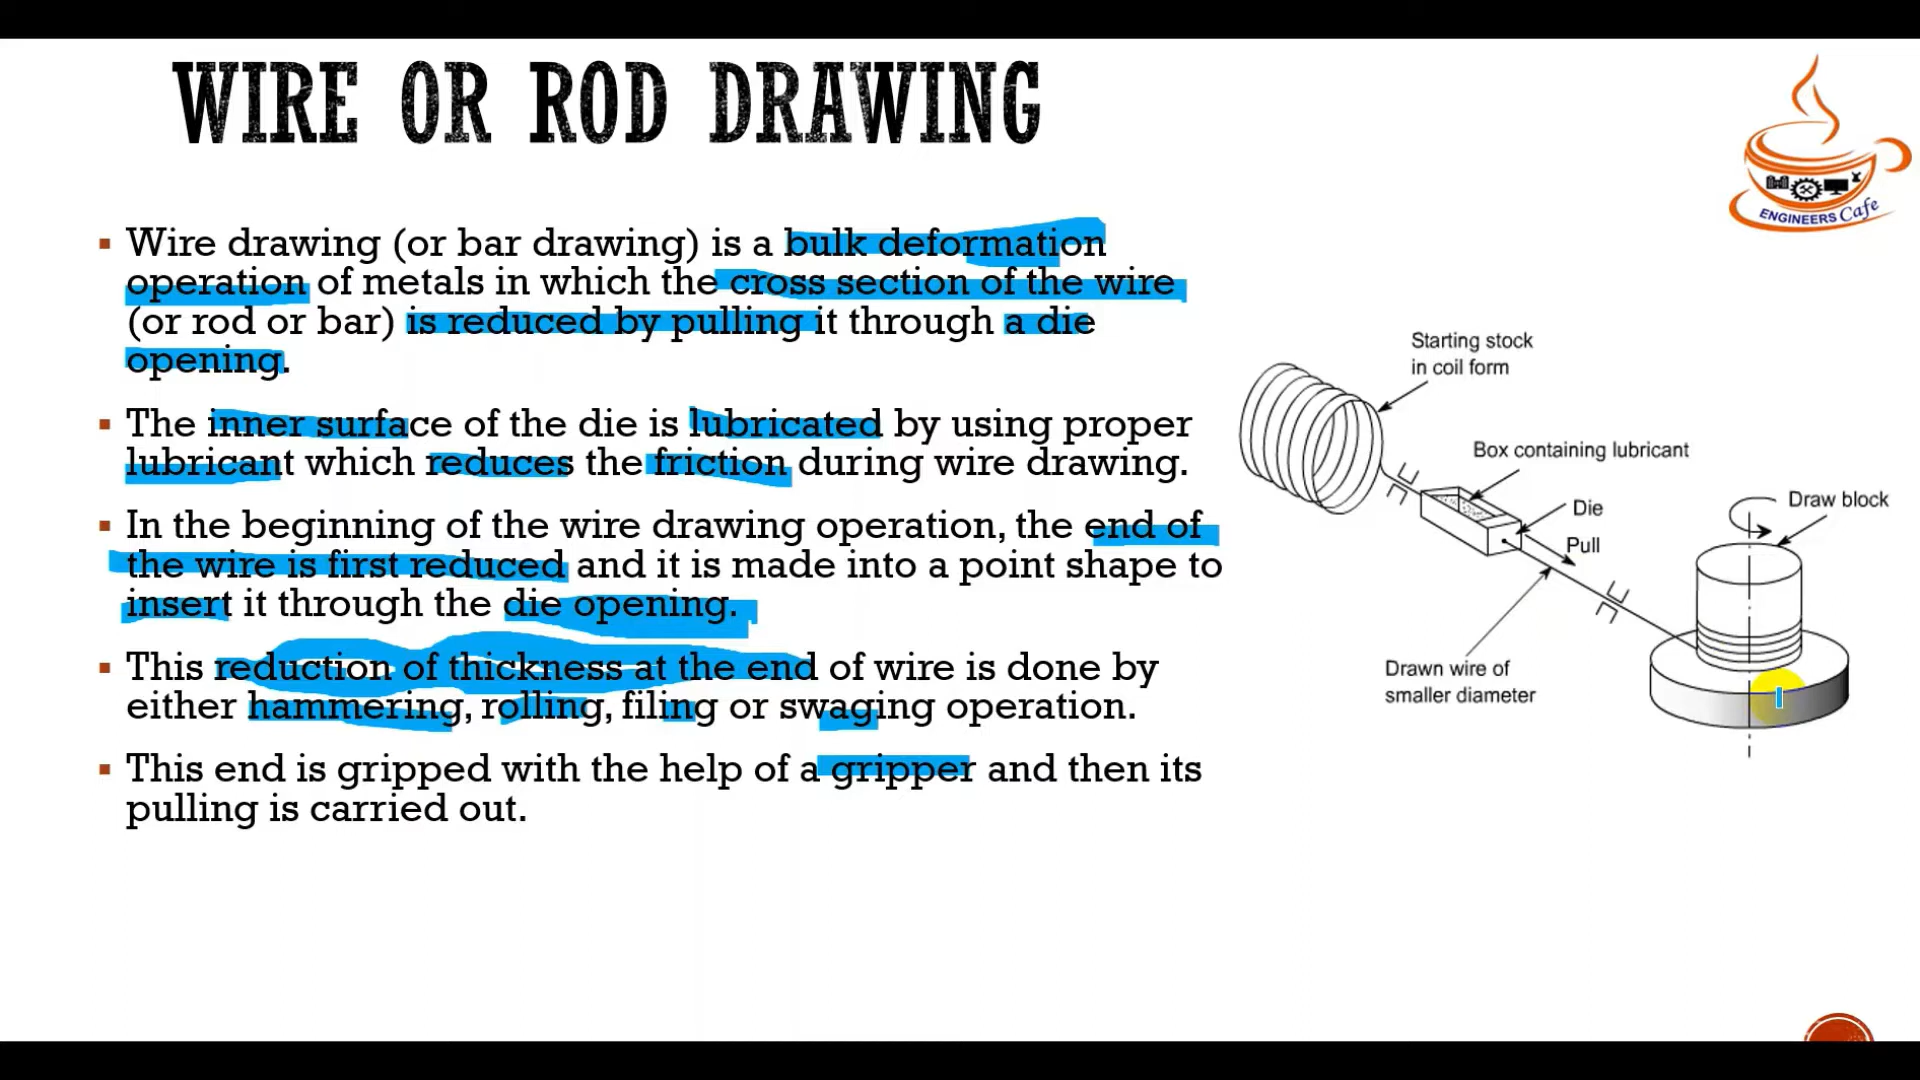 WIRE OR ROD DRAWING
ENGINEERS Cafe
Wire drawing (or bar drawing) is a bulk deformation
operation of metals in which the cross section of the wire
(or rod or bar) is reduced by pulling it through a die
opening.
The inner surface of the die is lubricated by using proper
lubricant which reduces the friction during wire drawing.
In the beginning of the wire drawing operation, the end of
the wire is first reduced and it is made into a point shape to
insert it through the die opening.
This reduction of thickness at the end of wire is done by
either hammering, rolling, filing or swaging operation.
This end is gripped with the help of a gripper and then its
pulling is carried out.
Starting stock
in coil form
Box containing lubricant
Die
Pull
Draw block
Drawn wire of
smaller diameter